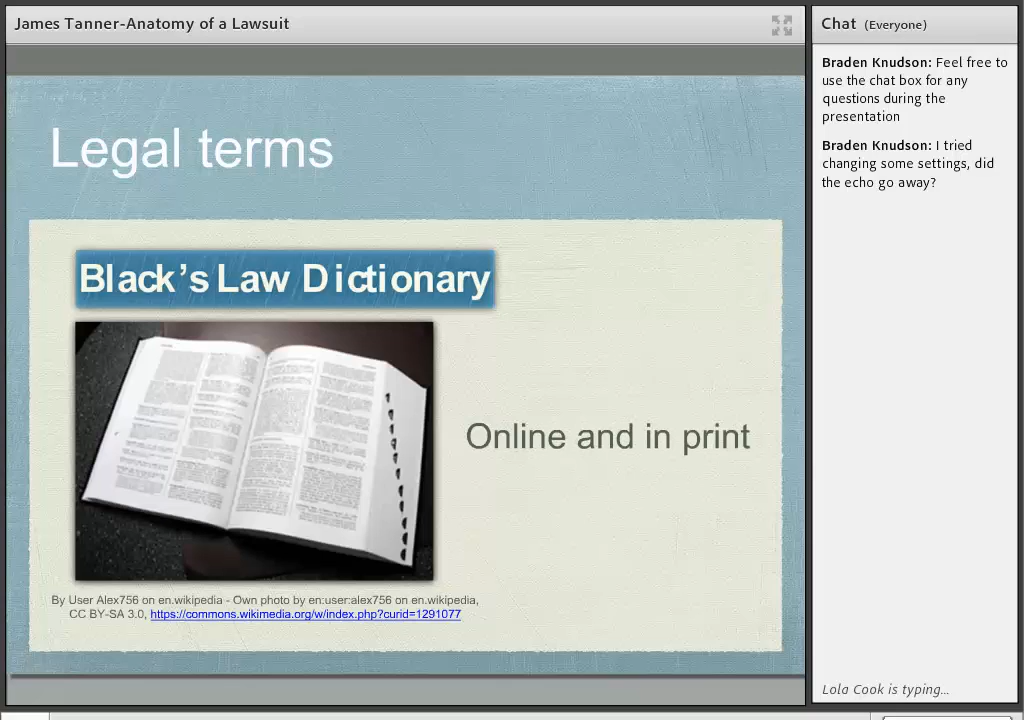 James Tanner-Anatomy of a Lawsuit
Legal terms
Black's Law Dictionary
Online and in print
By User Alex756 on en.wikipedia - Own photo by en:user:alex756 on en.wikipedia,
CC BY-SA 3.0, https://commons.wikimedia.org/w/index.php?curid=1291077
Chat (Everyone)
Braden Knudson: Feel free to
use the chat box for any
questions during the
presentation
Braden Knudson: I tried
changing some settings, did
the echo go away?
Lola Cook is typing...